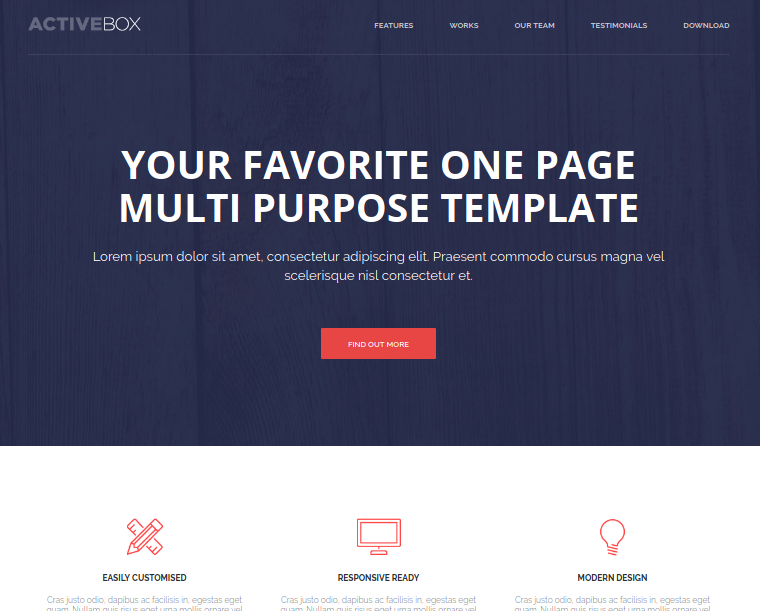 ACTIVEBOX
FEATURES WORKS OUR TEAM TESTIMONIALS DOWNLOAD
YOUR FAVORITE ONE PAGE
MULTI PURPOSE TEMPLATE
Lorem ipsum dolor sit amet, consectetur adipiscing elit. Praesent commodo cursus magna vel
scelerisque nisl consectetur et.
FIND OUT MORE
EASILY CUSTOMISED
Cras justo odio, dapibus ac facilisis in, egestas eget
quam. Nullam quis risus eget urna mollis ornare vel
RESPONSIVE READY
Cras justo odio, dapibus ac facilisis in, egestas eget
quam. Nullam quis risus eget urna mollis ornare vel
MODERN DESIGN
Cras justo odio, dapibus ac facilisis in, egestas eget
quam. Nullam quis risus eget urna mollis ornare vel